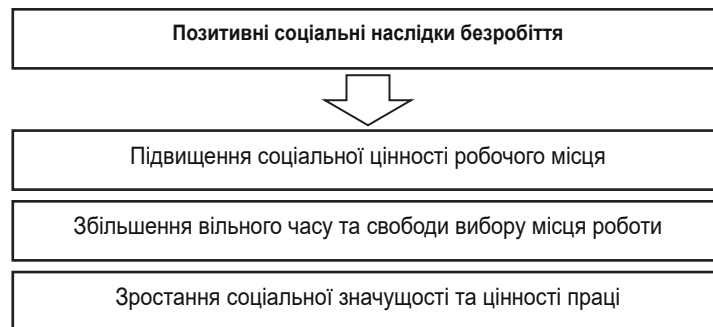 Позитивні соціальні наслідки безробіття
Підвищення соціальної цінності робочого місця
Збільшення вільного часу та свободи вибору місця роботи
Зростання соціальної значущості та цінності праці